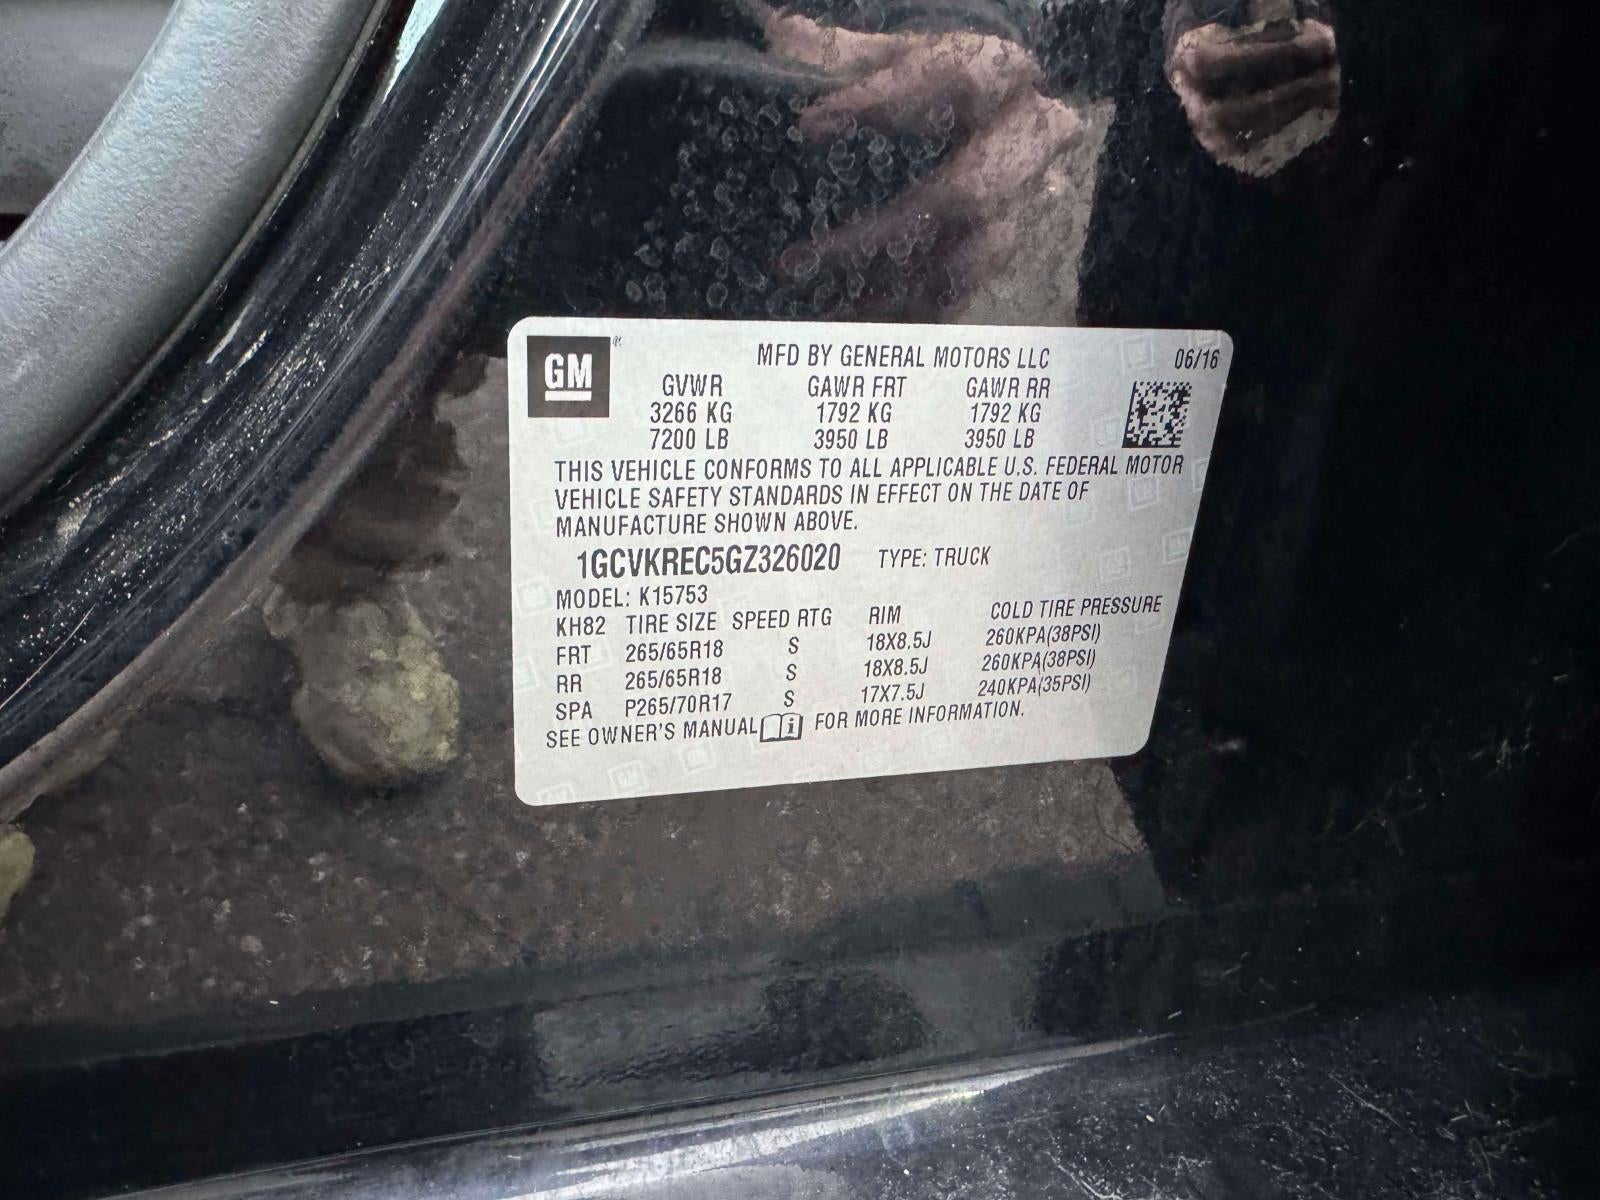 GM
MFD BY GENERAL MOTORS LLC 06/16
GVWR GAWR FRT GAWR RR
3266 KG 1792 KG 1792 KG
7200 LB 3950 LB 3950 LB
THIS VEHICLE CONFORMS TO ALL APPLICABLE U.S. FEDERAL MOTOR
VEHICLE SAFETY STANDARDS IN EFFECT ON THE DATE OF
MANUFACTURE SHOWN ABOVE.
1GCVKREC5GZ326020 TYPE: TRUCK
MODEL: K15753
KH82 TIRE SIZE SPEED RTG RIM COLD TIRE PRESSURE
FRT 265/65R18 S 18X8.5J 260KPA(38PSI)
RR 265/65R18 S 18X8.5J 260KPA(38PSI)
SPA P265/70R17 S 17X7.5J 240KPA(35PSI)
SEE OWNER'S MANUAL i FOR MORE INFORMATION.